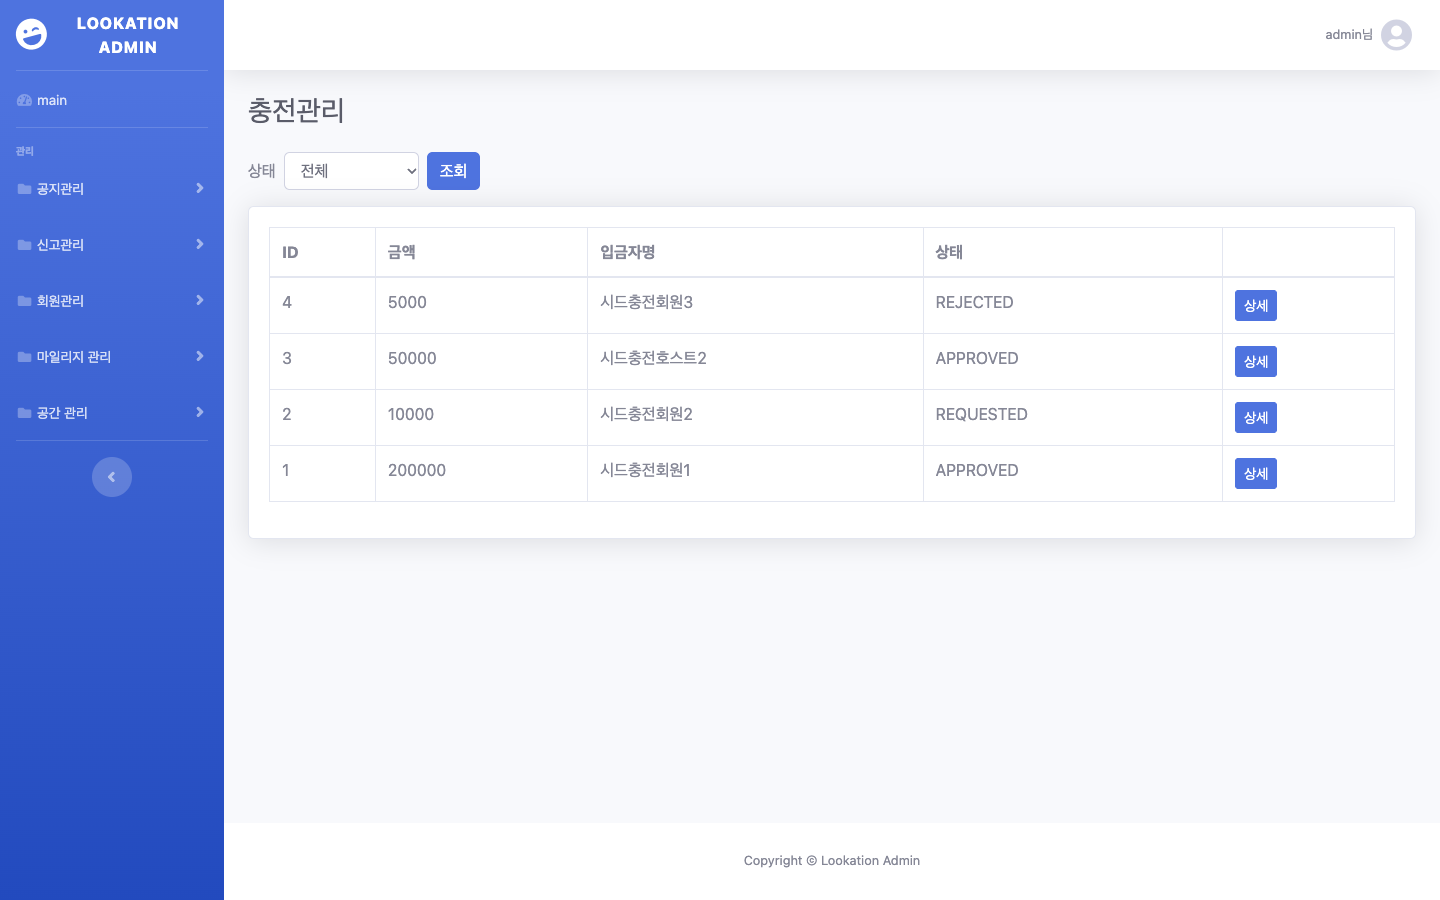 LOOKATION
ADMIN
admin님
main
관리
공지관리
신고관리
회원관리
마일리지 관리
공간 관리
충전관리
상태 전체 조회
ID 금액 입금자명 상태
4 5000 시드충전회원3 REJECTED 상세
3 50000 시드충전호스트2 APPROVED 상세
2 10000 시드충전회원2 REQUESTED 상세
1 200000 시드충전회원1 APPROVED 상세
Copyright © Lookation Admin